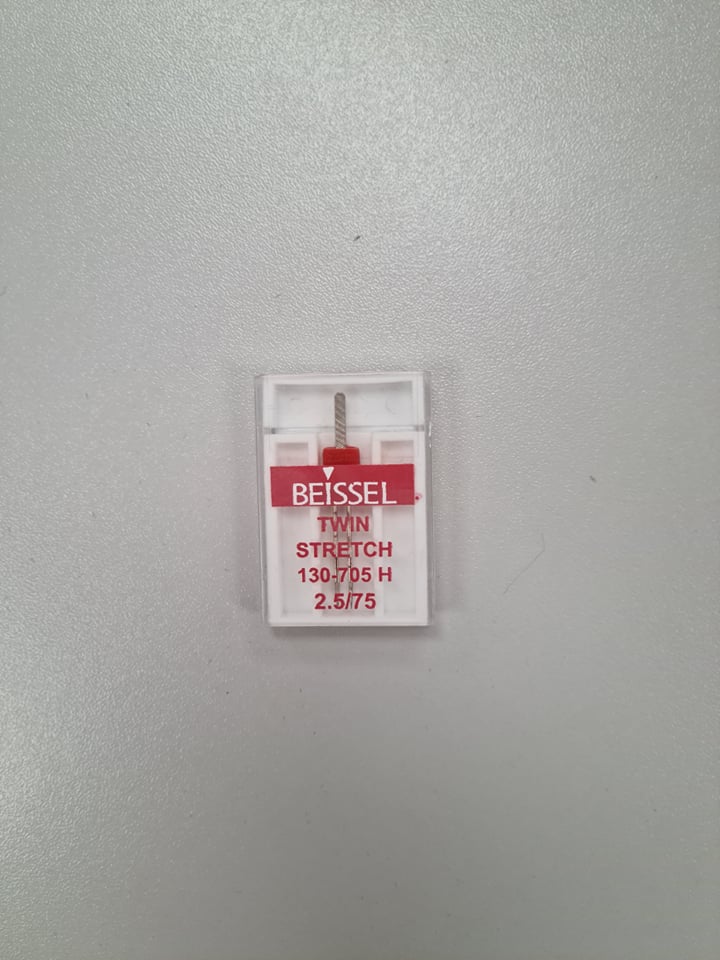 BEISSEL
TWIN
STRETCH
130-705 H
2.5/75